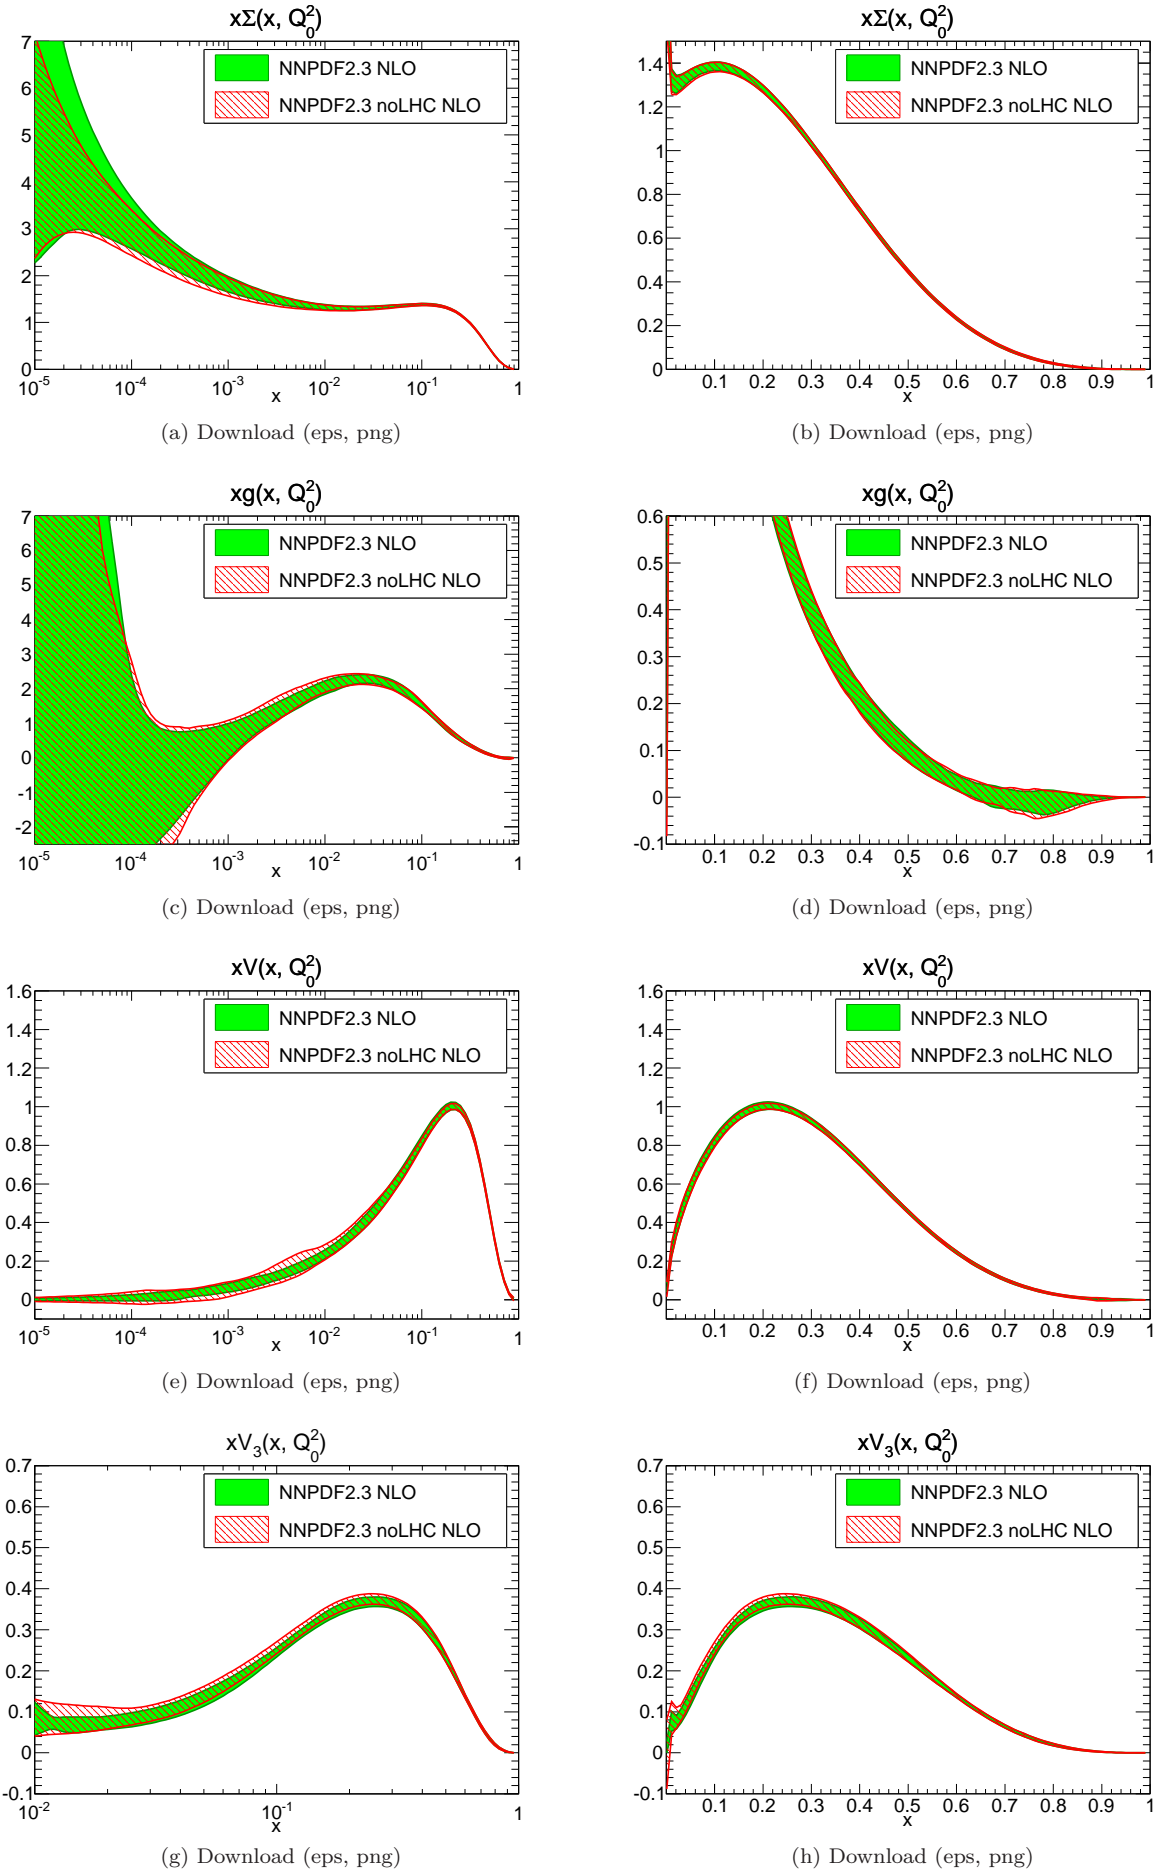 xΣ(x, Q₀²)
7
6
5
4
3
2
1
0
NNPDF2.3 NLO
NNPDF2.3 noLHC NLO
10⁻⁵ 10⁻⁴ 10⁻³ 10⁻² 10⁻¹ 1
x
(a) Download (eps, png)
xΣ(x, Q₀²)
1.4
1.2
1
0.8
0.6
0.4
0.2
0
NNPDF2.3 NLO
NNPDF2.3 noLHC NLO
0.1 0.2 0.3 0.4 0.5 0.6 0.7 0.8 0.9 1
x
(b) Download (eps, png)
xg(x, Q₀²)
7
6
5
4
3
2
1
0
-1
-2
NNPDF2.3 NLO
NNPDF2.3 noLHC NLO
10⁻⁵ 10⁻⁴ 10⁻³ 10⁻² 10⁻¹ 1
x
(c) Download (eps, png)
xg(x, Q₀²)
0.6
0.5
0.4
0.3
0.2
0.1
0
-0.1
NNPDF2.3 NLO
NNPDF2.3 noLHC NLO
0.1 0.2 0.3 0.4 0.5 0.6 0.7 0.8 0.9 1
x
(d) Download (eps, png)
xV(x, Q₀²)
1.6
1.4
1.2
1
0.8
0.6
0.4
0.2
0
NNPDF2.3 NLO
NNPDF2.3 noLHC NLO
10⁻⁵ 10⁻⁴ 10⁻³ 10⁻² 10⁻¹ 1
x
(e) Download (eps, png)
xV(x, Q₀²)
1.6
1.4
1.2
1
0.8
0.6
0.4
0.2
0
NNPDF2.3 NLO
NNPDF2.3 noLHC NLO
0.1 0.2 0.3 0.4 0.5 0.6 0.7 0.8 0.9 1
x
(f) Download (eps, png)
xV₃(x, Q₀²)
0.7
0.6
0.5
0.4
0.3
0.2
0.1
0
-0.1
NNPDF2.3 NLO
NNPDF2.3 noLHC NLO
10⁻² 10⁻¹ 1
x
(g) Download (eps, png)
xV₃(x, Q₀²)
0.7
0.6
0.5
0.4
0.3
0.2
0.1
0
-0.1
NNPDF2.3 NLO
NNPDF2.3 noLHC NLO
0.1 0.2 0.3 0.4 0.5 0.6 0.7 0.8 0.9 1
x
(h) Download (eps, png)